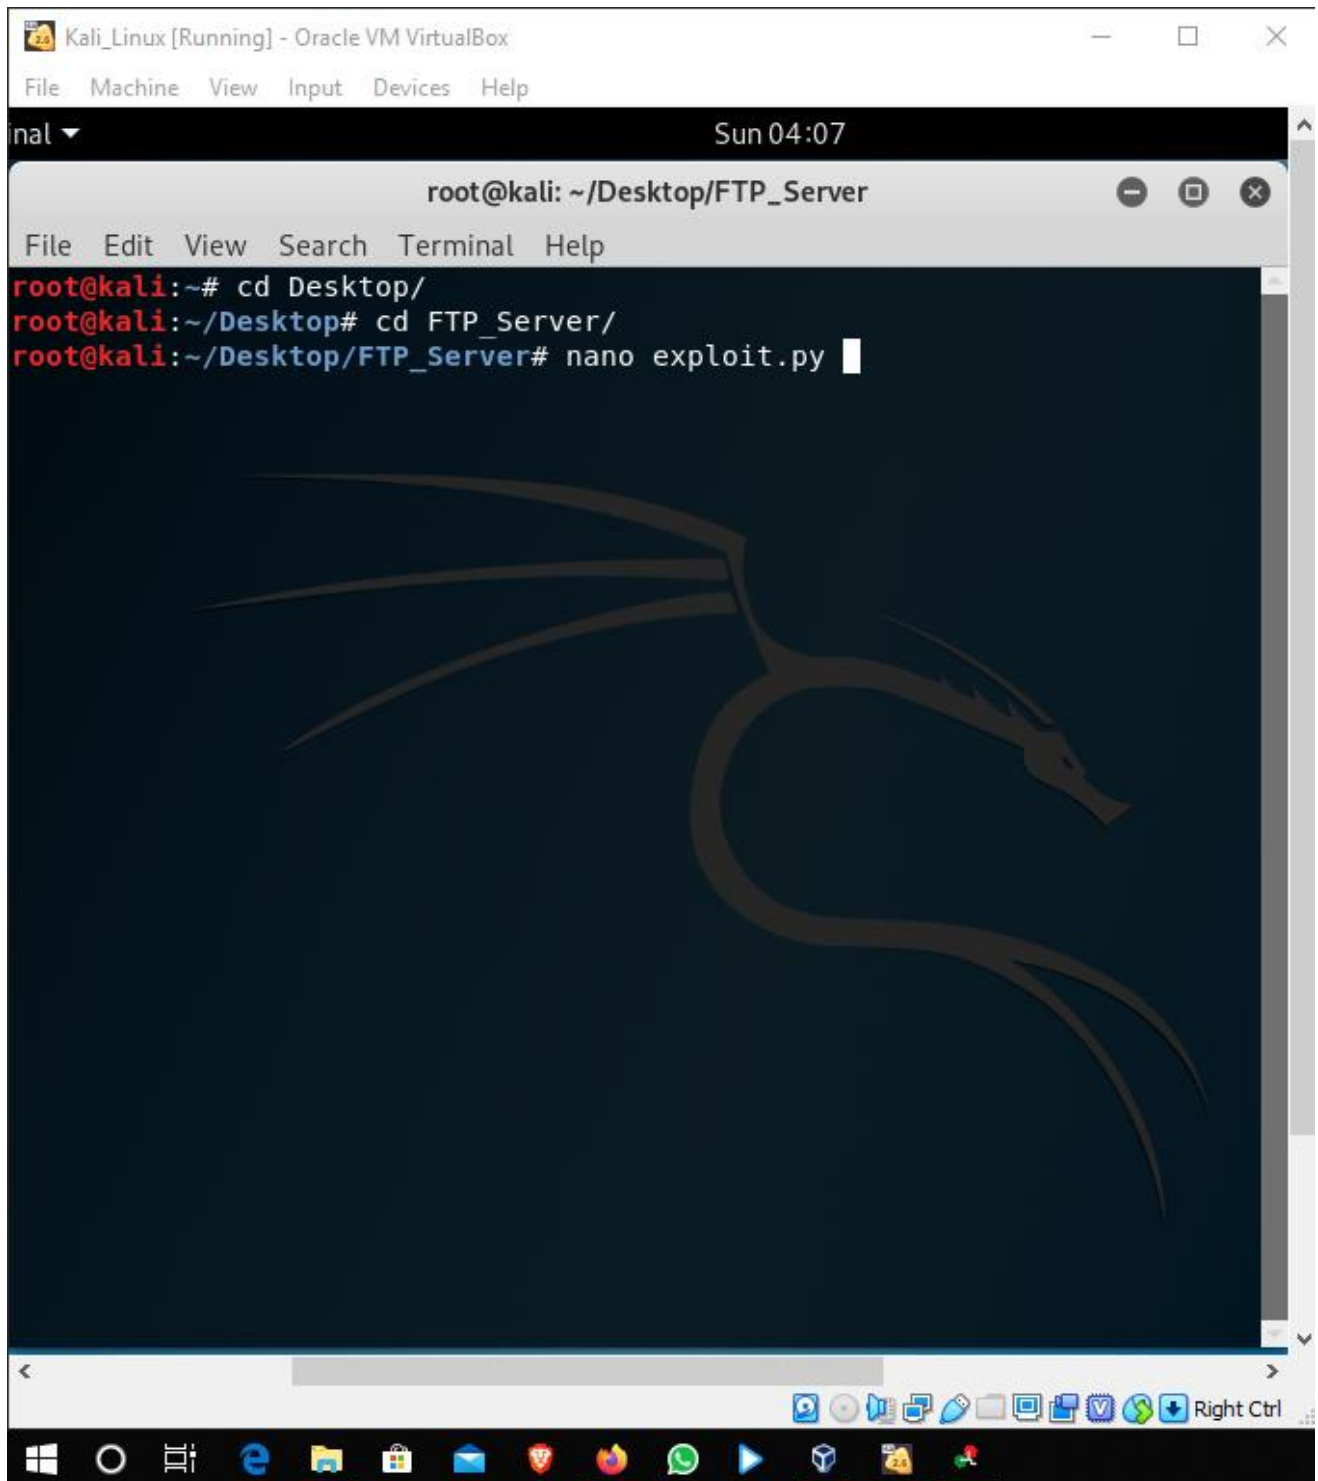 Kali_Linux [Running] - Oracle VM VirtualBox
File Machine View Input Devices Help
inal Sun 04:07
root@kali: ~/Desktop/FTP_Server
File Edit View Search Terminal Help
root@kali:~# cd Desktop/
root@kali:~/Desktop# cd FTP_Server/
root@kali:~/Desktop/FTP_Server# nano exploit.py
Right Ctrl